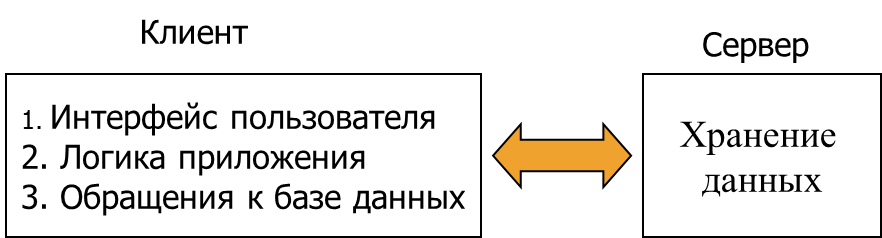 Клиент
Сервер
1. Интерфейс пользователя
2. Логика приложения
3. Обращения к базе данных
Хранение
данных